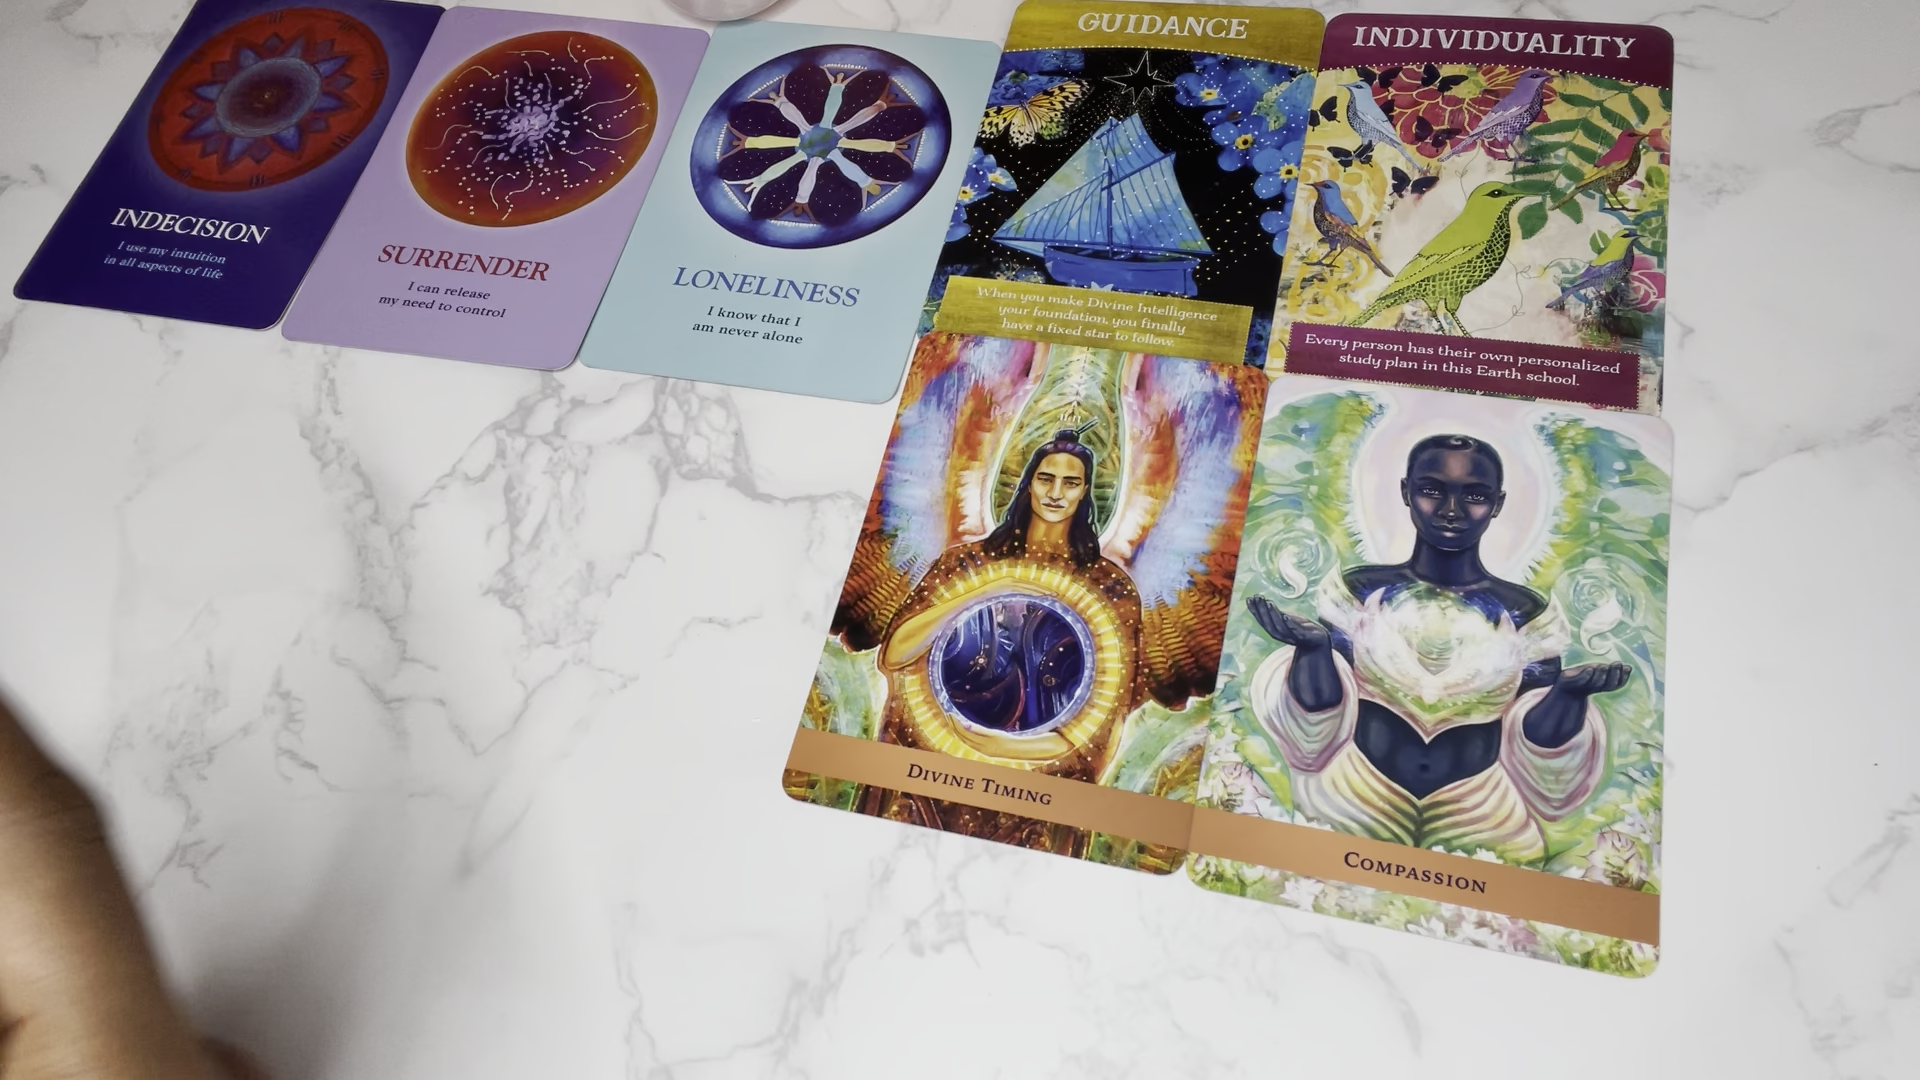 INDECISION
I use my intuition
in all aspects of life
SURRENDER
I can release
my need to control
LONELINESS
I know that I
am never alone
GUIDANCE
When you make Divine Intelligence
your foundation, you finally
have a fixed star to follow.
INDIVIDUALITY
Every person has their own personalized
study plan in this Earth school.
DIVINE TIMING
COMPASSION